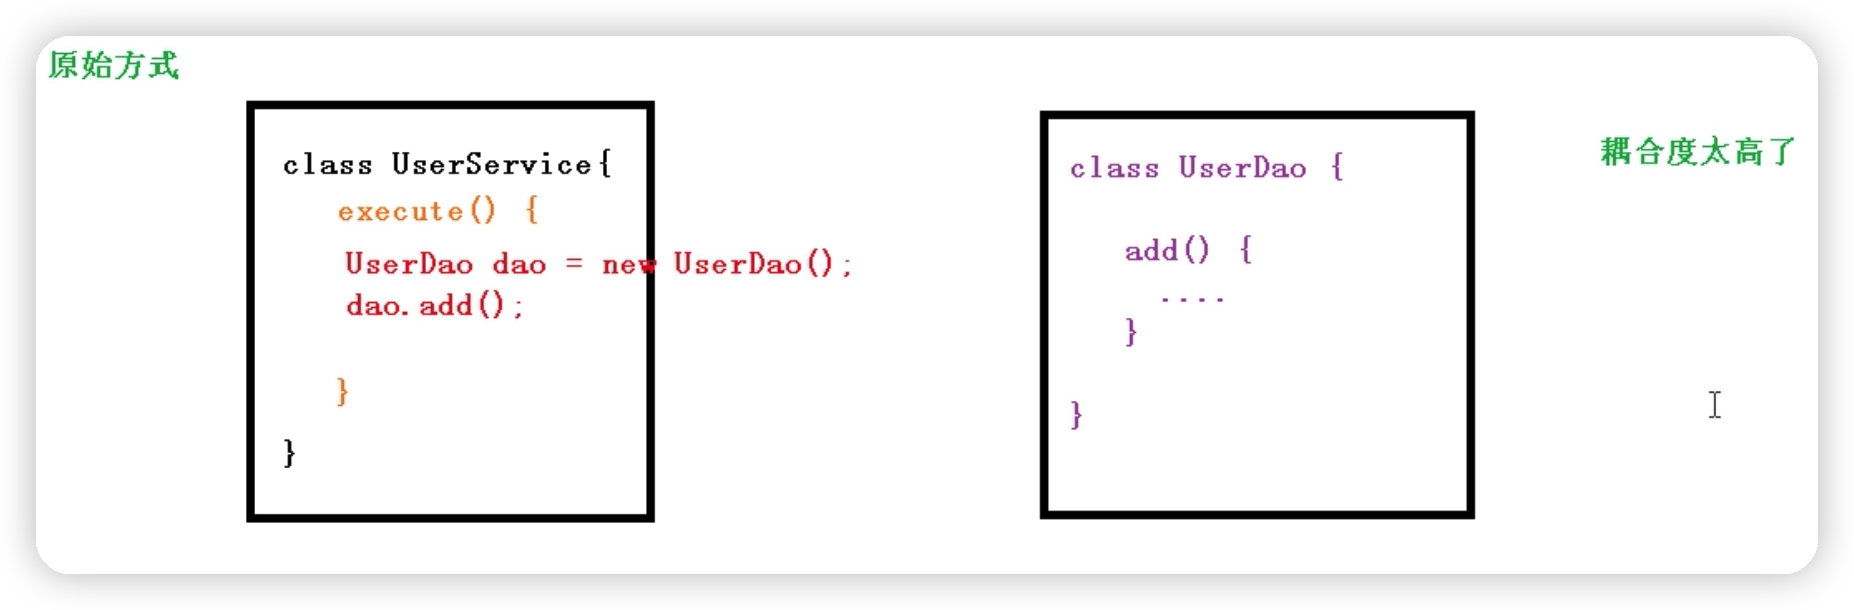 原始方式
class UserService{
execute() {
UserDao dao = new UserDao();
dao.add();
}
}
class UserDao {
add() {
....
}
}
耦合度太高了